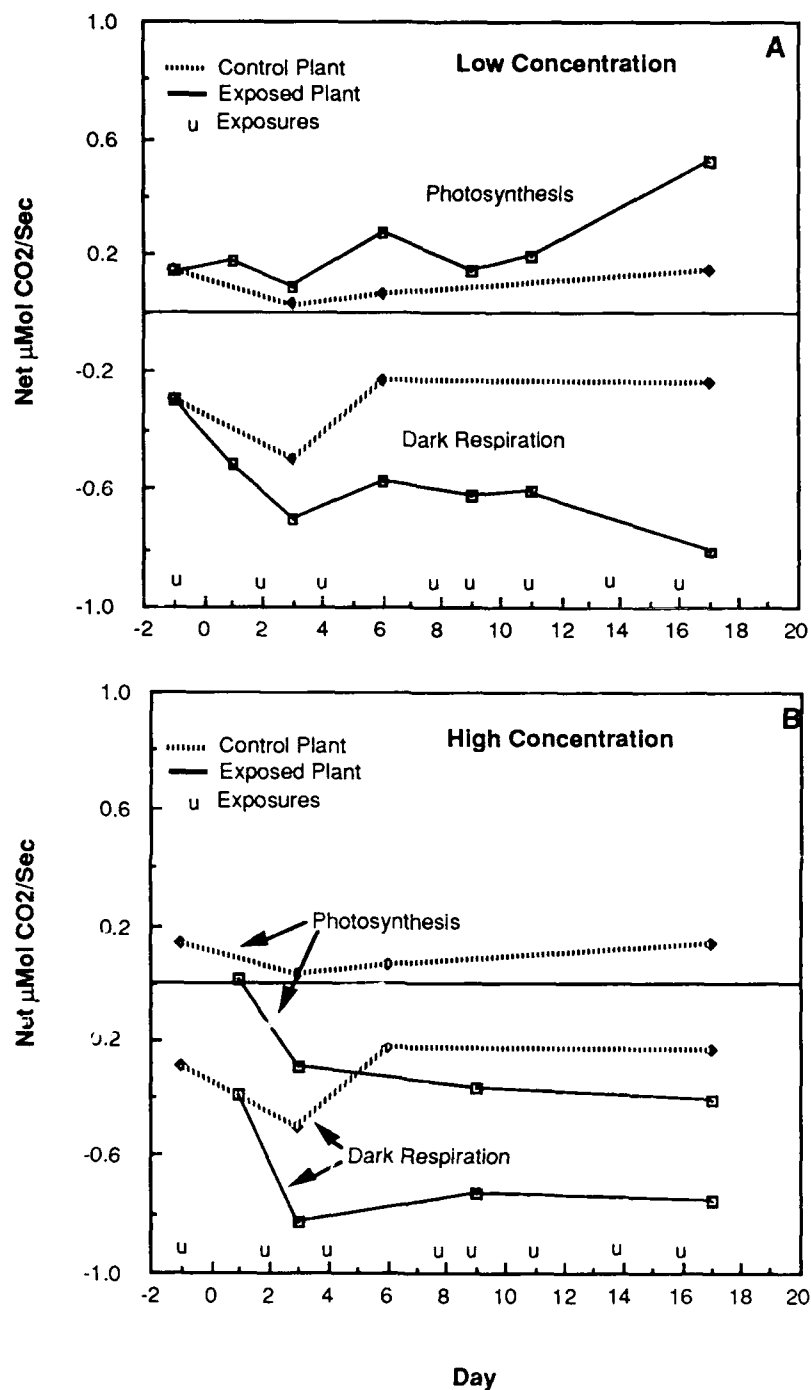 A
Low Concentration
Control Plant
Exposed Plant
u Exposures
Photosynthesis
Dark Respiration
Net µMol CO2/Sec
1.0
0.6
0.2
-0.2
-0.6
-1.0
u u u u u u u u
-2 0 2 4 6 8 10 12 14 16 18 20
B
High Concentration
Control Plant
Exposed Plant
u Exposures
Photosynthesis
Dark Respiration
Net µMol CO2/Sec
1.0
0.6
0.2
0.2
-0.6
-1.0
u u u u u u u u
-2 0 2 4 6 8 10 12 14 16 18 20
Day